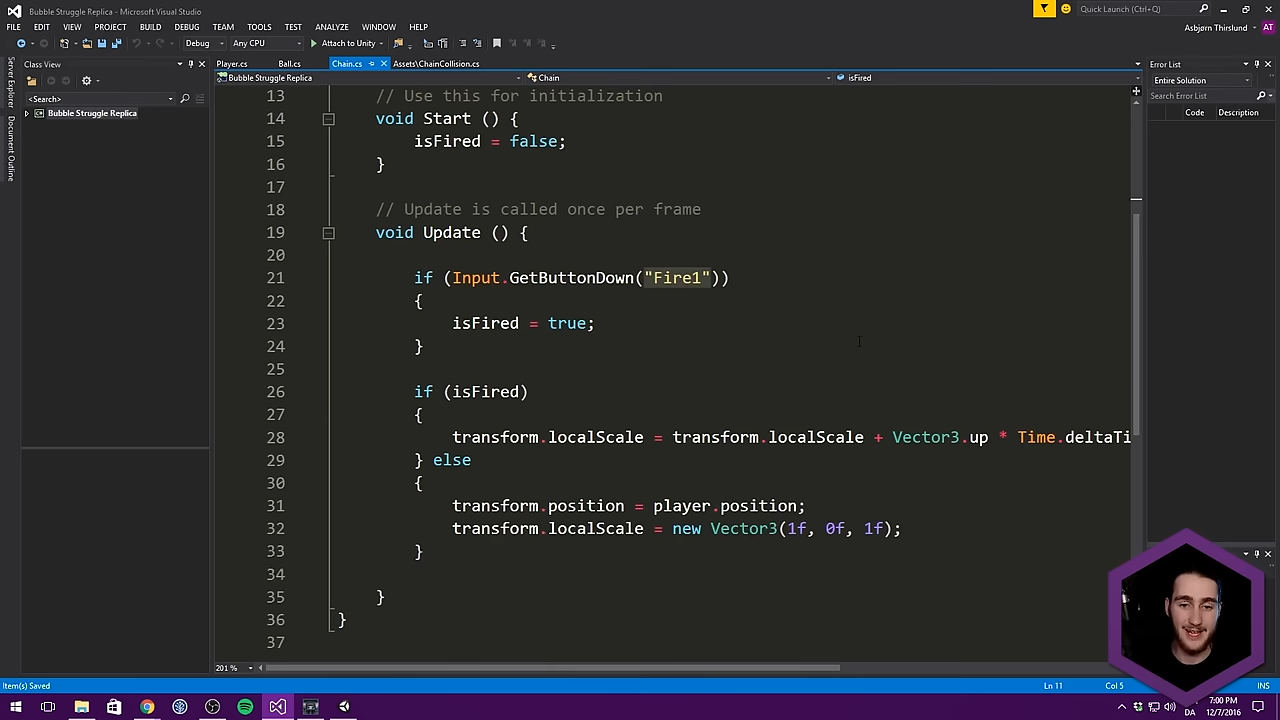 Bubble Struggle Replica - Microsoft Visual Studio
Quick Launch (Ctrl+Q)
FILE EDIT VIEW PROJECT BUILD DEBUG TEAM TOOLS TEST ANALYZE WINDOW HELP
Asbjørn Thirslund AT
Debug Any CPU Attach to Unity
Server Explorer
Document Outline
Class View
<Search>
Bubble Struggle Replica
Player.cs Ball.cs Chain.cs Assets\ChainCollision.cs
Bubble Struggle Replica Chain isFired
13 // Use this for initialization
14 void Start () {
15 isFired = false;
16 }
17
18 // Update is called once per frame
19 void Update () {
20
21 if (Input.GetButtonDown("Fire1"))
22 {
23 isFired = true;
24 }
25
26 if (isFired)
27 {
28 transform.localScale = transform.localScale + Vector3.up * Time.deltaTi
29 } else
30 {
31 transform.position = player.position;
32 transform.localScale = new Vector3(1f, 0f, 1f);
33 }
34
35 }
36 }
37
201 %
Error List
Entire Solution
Search Error List
Code Description
Item(s) Saved
Ln 11 Col 5 INS
7:00 PM
DA 12/7/2016